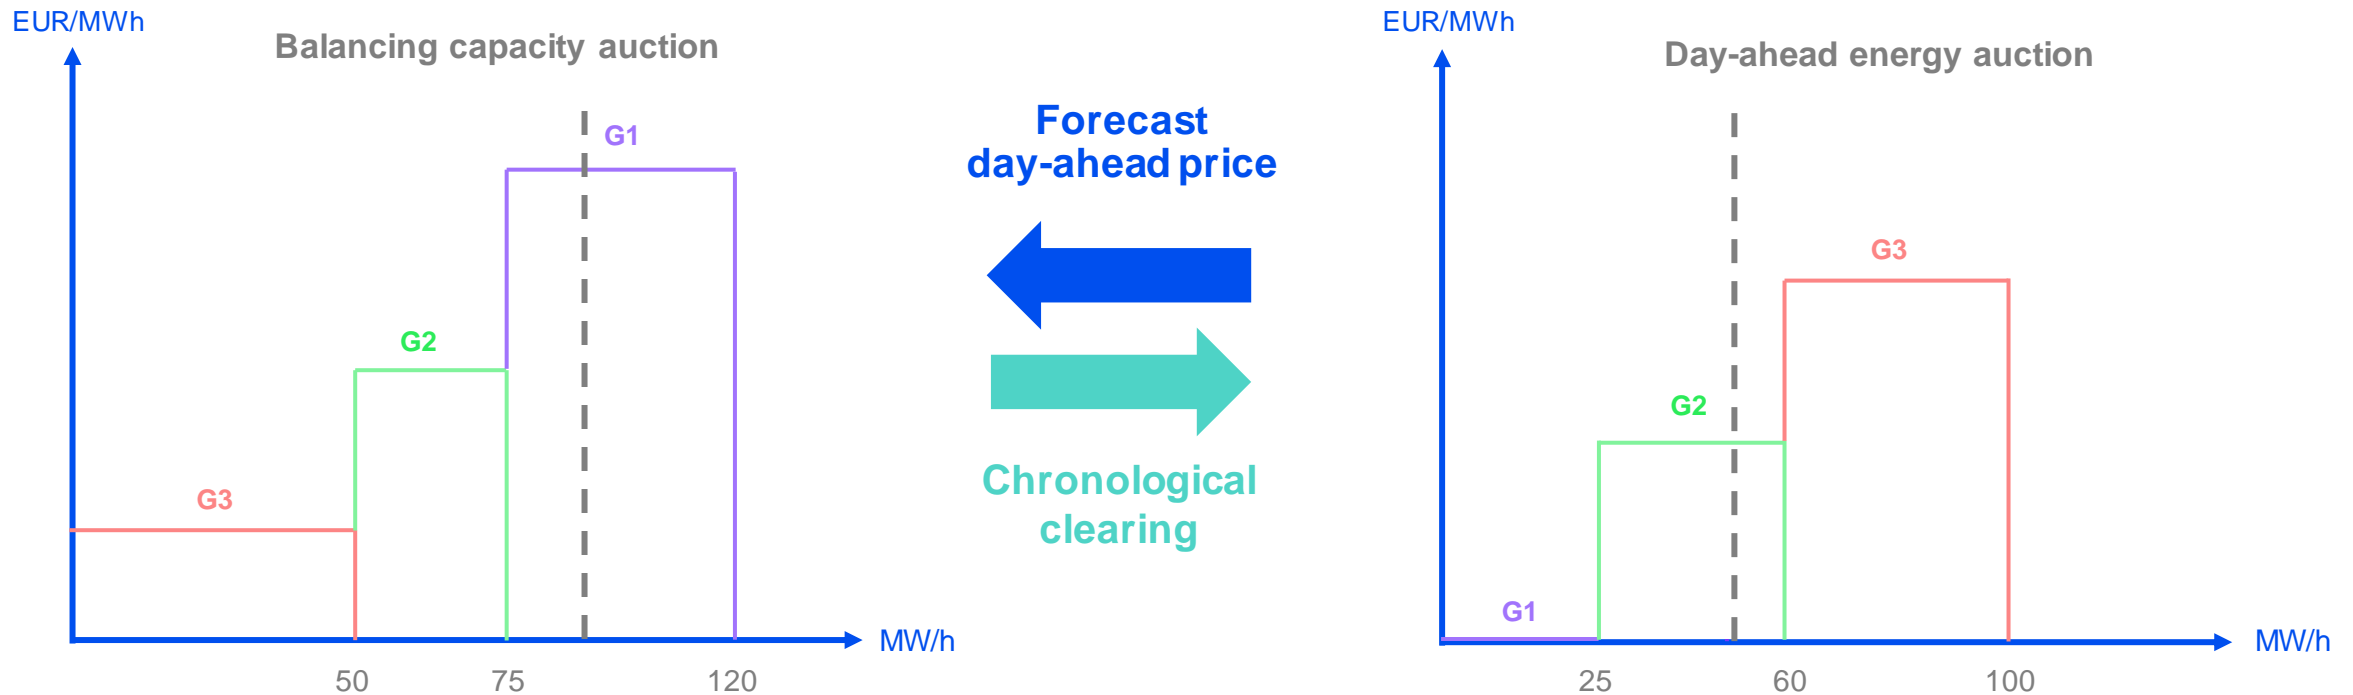 EUR/MWh
Balancing capacity auction
G1
G2
G3
MW/h
50
75
120
Forecast
day-ahead price
Chronological
clearing
EUR/MWh
Day-ahead energy auction
G3
G2
G1
MW/h
25
60
100